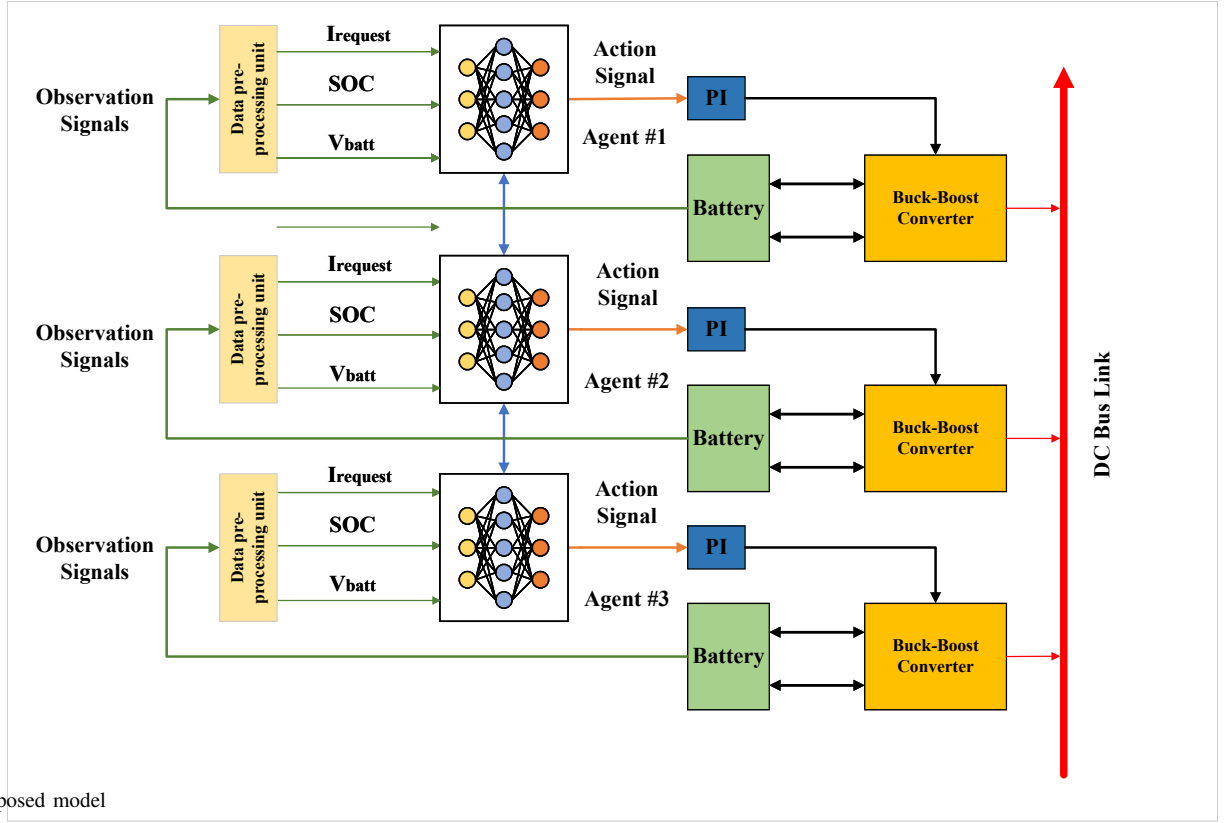 Irequest
SOC
Vbatt
Data pre-
processing unit
Observation
Signals
Action
Signal
Agent #1
PI
Battery
Buck-Boost
Converter
Irequest
SOC
Vbatt
Data pre-
processing unit
Observation
Signals
Action
Signal
Agent #2
PI
Battery
Buck-Boost
Converter
DC Bus Link
Irequest
SOC
Vbatt
Data pre-
processing unit
Observation
Signals
Action
Signal
Agent #3
PI
Battery
Buck-Boost
Converter
model